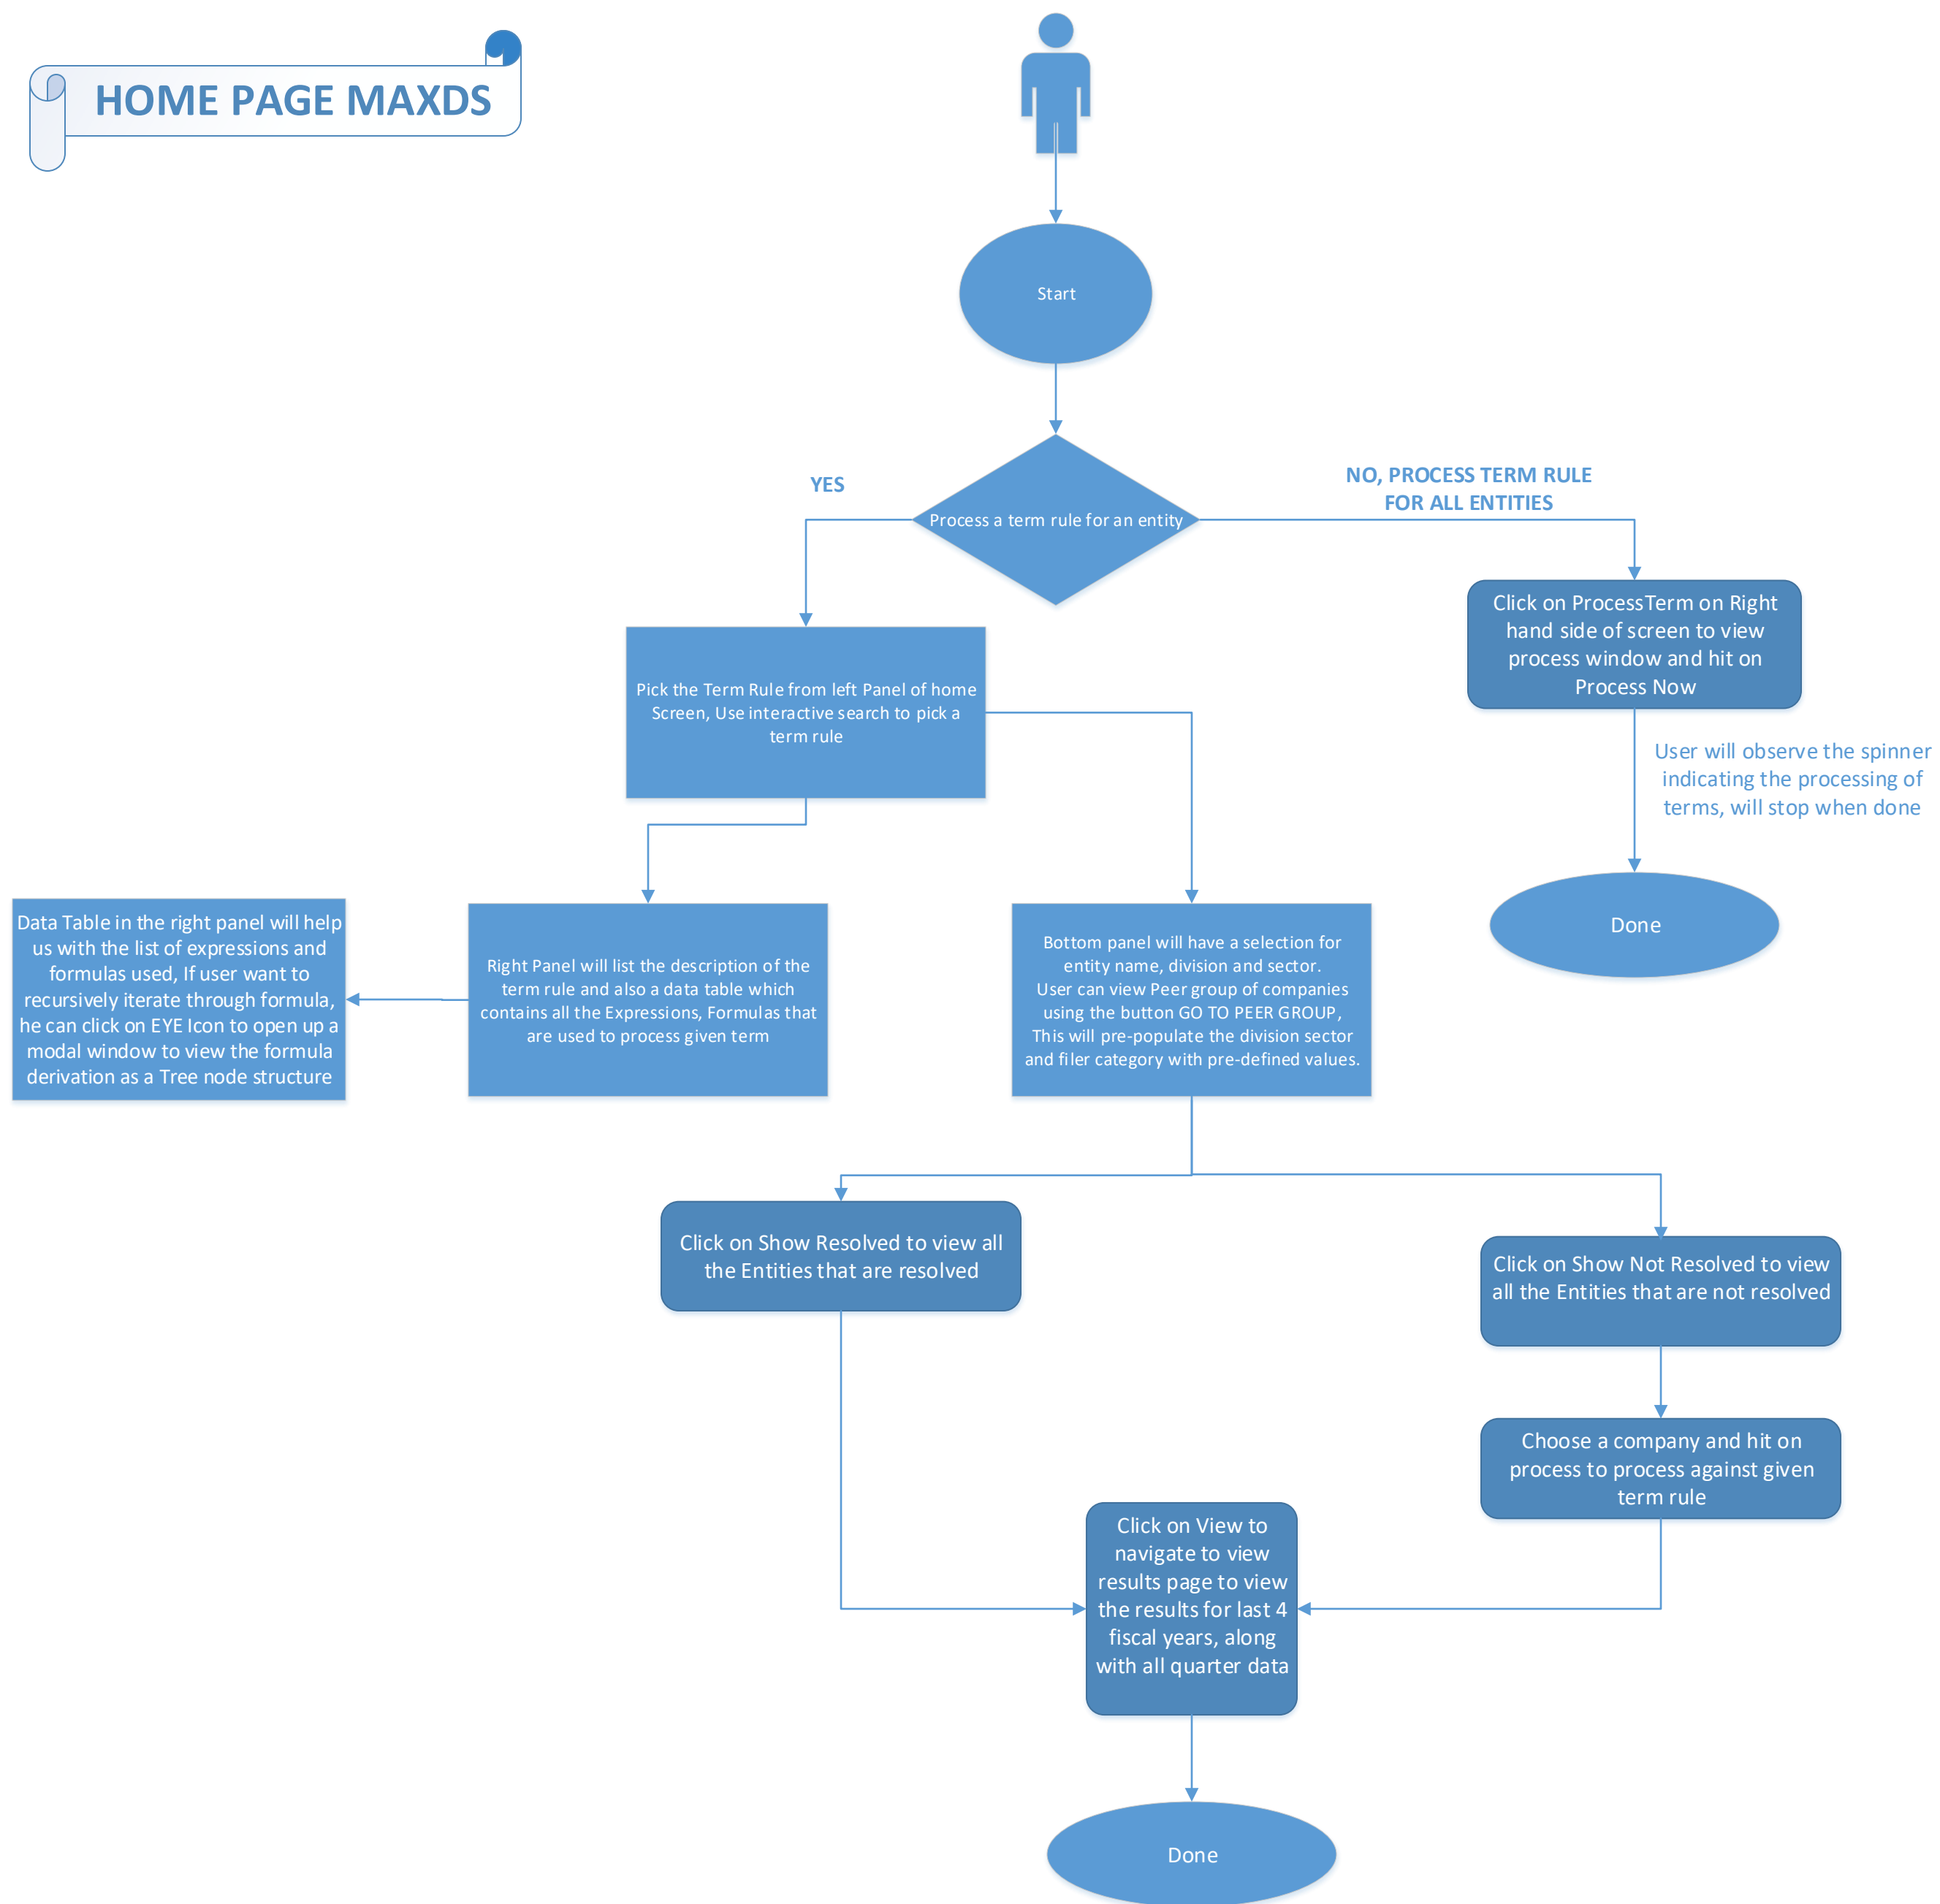 HOME PAGE MAXDS
Start
YES
NO, PROCESS TERM RULE
FOR ALL ENTITIES
Process a term rule for an entity
Click on ProcessTerm on Right
hand side of screen to view
process window and hit on
Process Now
Pick the Term Rule from left Panel of home
Screen, Use interactive search to pick a
term rule
User will observe the spinner
indicating the processing of
terms, will stop when done
Data Table in the right panel will help
us with the list of expressions and
formulas used, If user want to
recursively iterate through formula,
he can click on EYE Icon to open up a
modal window to view the formula
derivation as a Tree node structure
Right Panel will list the description of the
term rule and also a data table which
contains all the Expressions, Formulas that
are used to process given term
Bottom panel will have a selection for
entity name, division and sector.
User can view Peer group of companies
using the button GO TO PEER GROUP,
This will pre-populate the division sector
and filer category with pre-defined values.
Done
Click on Show Resolved to view all
the Entities that are resolved
Click on Show Not Resolved to view
all the Entities that are not resolved
Choose a company and hit on
process to process against given
term rule
Click on View to
navigate to view
results page to view
the results for last 4
fiscal years, along
with all quarter data
Done